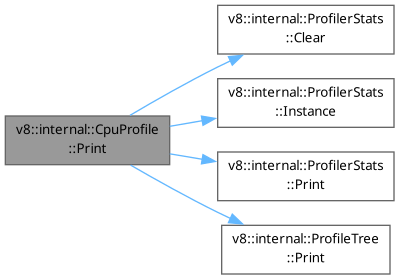 v8::internal::ProfilerStats
::Clear
v8::internal::ProfilerStats
::Instance
v8::internal::CpuProfile
::Print
v8::internal::ProfilerStats
::Print
v8::internal::ProfileTree
::Print